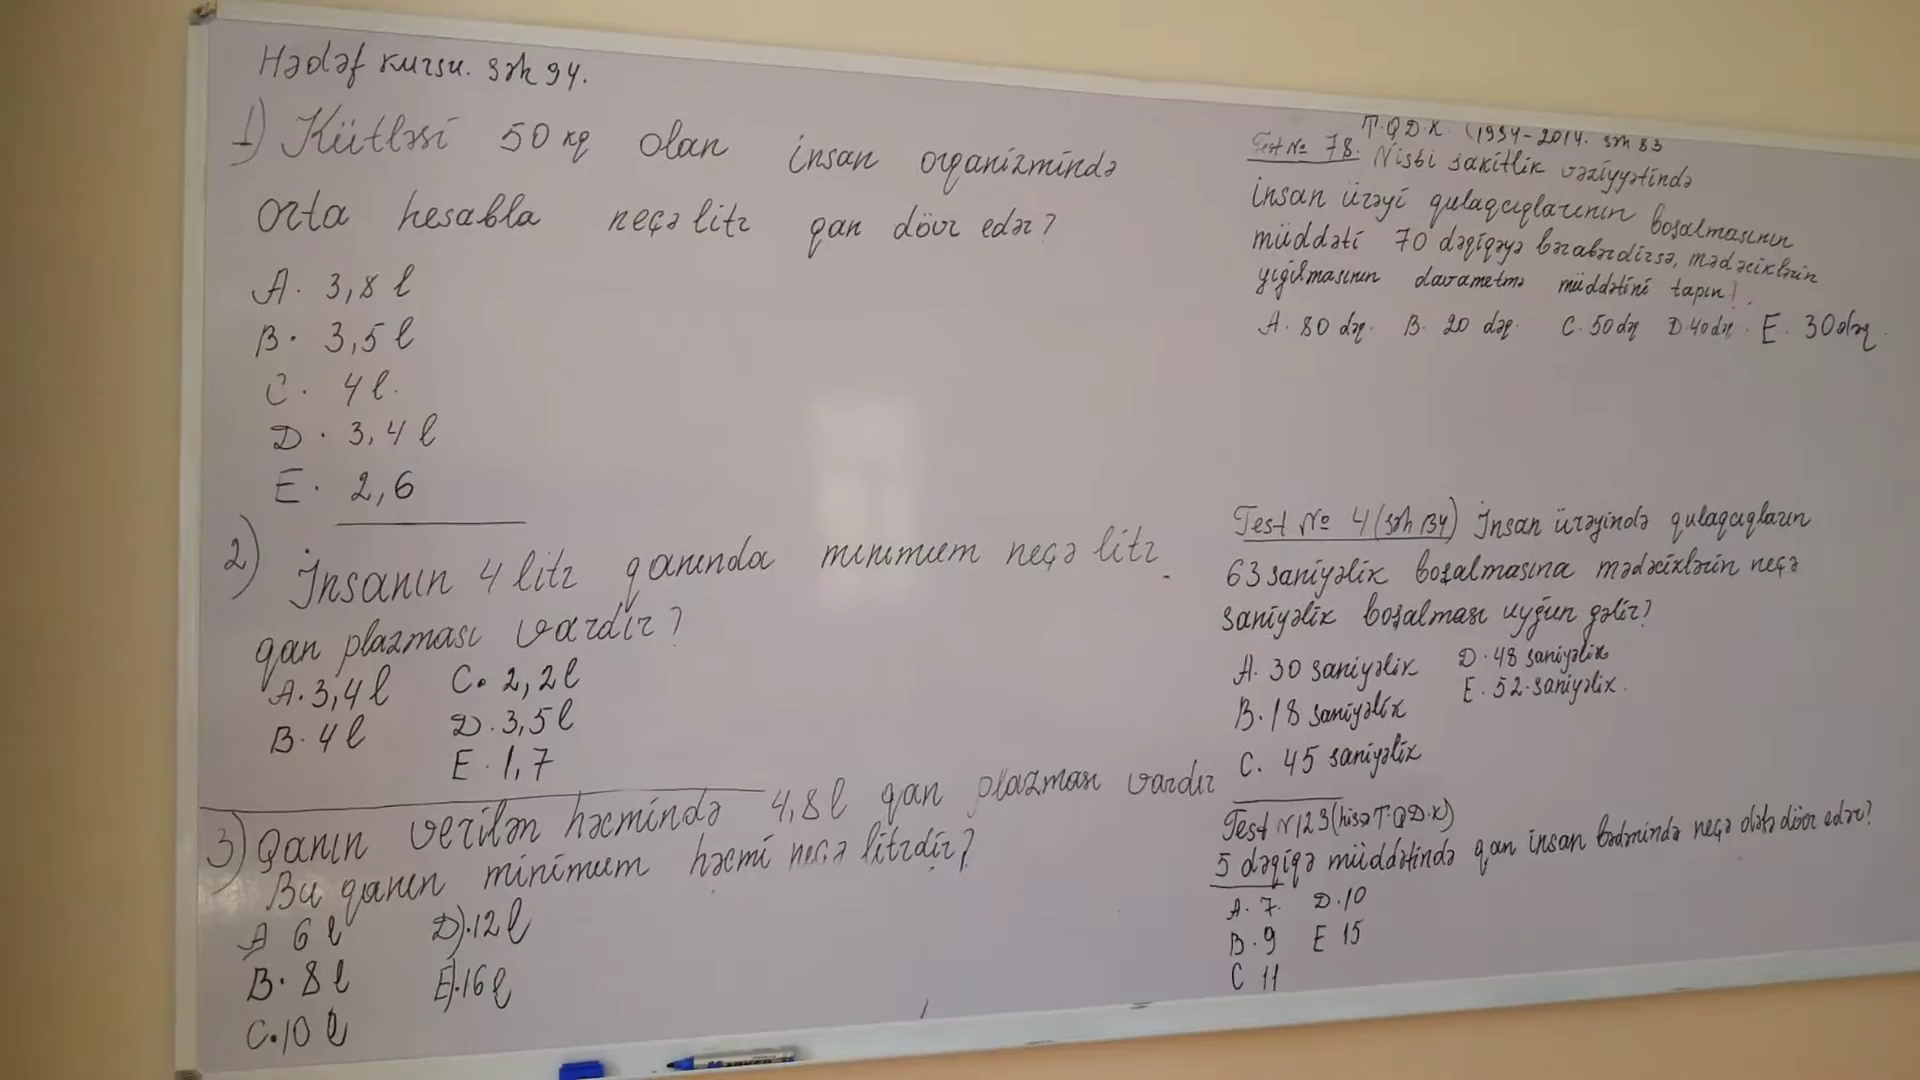 Hədəf kursu. səh 94.
1) Kütləsi 50 kq olan insan orqanizmində
orta hesabla neçə litr qan dövr edər?
A. 3,8 l
B. 3,5 l
C. 4 l.
D. 3,4 l
E. 2,6
2) İnsanın 4 litr qanında minimum neçə litr
qan plazması vardır?
A. 3,4 l C. 2,2 l
B. 4 l D. 3,5 l
E. 1,7
3) Qanın verilən həcmində 4,8 l qan plazması vardır
Bu qanın minimum həcmi neçə litrdir?
A 6 l D). 12 l
B. 8 l E). 16 l
C. 10 l
T.Q.D.K. (1994-2014. səh 83
Test № 78. Nisbi sakitlik vəziyyətində
insan ürəyi qulaqcıqlarının boşalmasının
müddəti 70 dəqiqəyə bərabərdirsə, mədəciklərin
yığılmasının davametmə müddətini tapın!.
A. 80 dəq. B. 20 dəq. C. 50 dəq D. 40 dəq. E. 30 dəq.
Test № 4 (səh 134) İnsan ürəyində qulaqcıqların
63 saniyəlik boşalmasına mədəciklərin neçə
saniyəlik boşalması uyğun gəlir?
A. 30 saniyəlik D. 48 saniyəlik
B. 18 saniyəlik E. 52. saniyəlik.
C. 45 saniyəlik
Test N123 (hissə T.Q.D.K)
5 dəqiqə müddətində qan insan bədənində neçə dəfə dövr edər?
A. 7. D. 10
B. 9 E 15
C 11